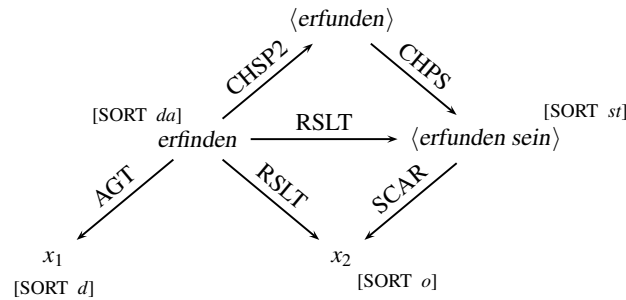 ⟨erfunden⟩
CHSP2
CHPS
[SORT da]
[SORT st]
erfinden
RSLT
⟨erfunden sein⟩
AGT
RSLT
SCAR
x1
x2
[SORT d]
[SORT o]